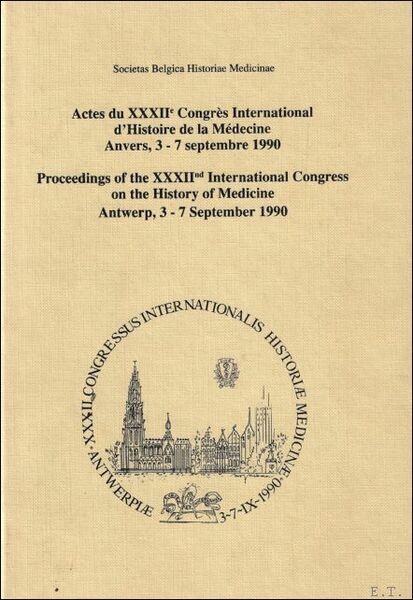 Societas Belgica Historiae Medicinae
Actes du XXXIIe Congrès International
d'Histoire de la Médecine
Anvers, 3 - 7 septembre 1990
Proceedings of the XXXIInd International Congress
on the History of Medicine
Antwerp, 3 - 7 September 1990
·XXXII CONGRESSUS INTERNATIONALIS HISTORIÆ MEDICINÆ·
ANTWERPIÆ
3-7-IX-1990
E.T.